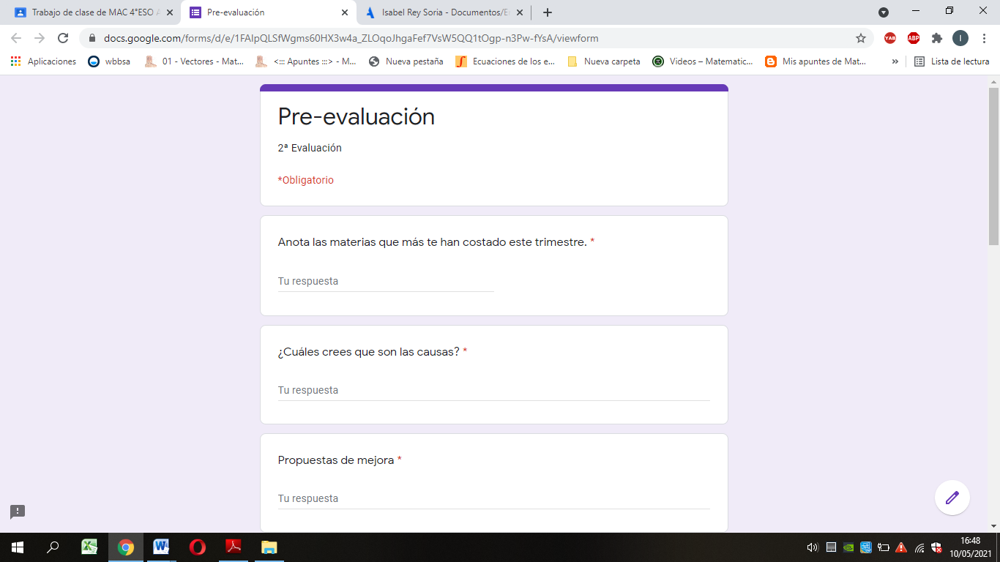 Trabajo de clase de MAC 4°ESO A
Pre-evaluación
Isabel Rey Soria - Documentos/E
docs.google.com/forms/d/e/1FAIpQLSfWgms60HX3w4a_ZLOqoJhgaFef7VsW5QQ1tOgp-n3Pw-fYsA/viewform
YAB
ABP
I
Aplicaciones
wbbsa
01 - Vectores - Mat...
<::: Apuntes :::> - M...
Nueva pestaña
Ecuaciones de los e...
Nueva carpeta
Videos – Matematic...
Mis apuntes de Mat...
»
Lista de lectura
Pre-evaluación
2ª Evaluación
*Obligatorio
Anota las materias que más te han costado este trimestre. *
Tu respuesta
¿Cuáles crees que son las causas? *
Tu respuesta
Propuestas de mejora *
Tu respuesta
16:48
10/05/2021